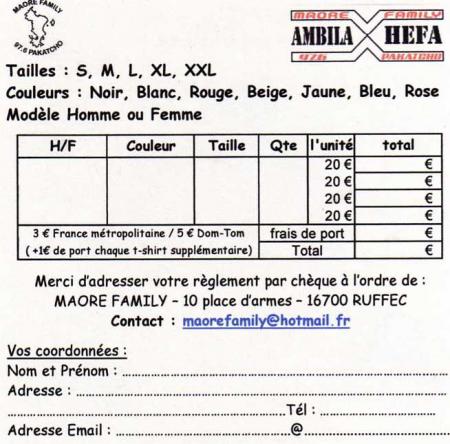 MAORE FAMILY
97.6 PAKATCHO
MAORE FAMILY
AMBILA HEFA
976 PAKATCHO
Tailles : S, M, L, XL, XXL
Couleurs : Noir, Blanc, Rouge, Beige, Jaune, Bleu, Rose
Modèle Homme ou Femme
H/F Couleur Taille Qte l'unité total
20 € €
20 € €
20 € €
20 € €
3 € France métropolitaine / 5 € Dom-Tom frais de port €
( +1€ de port chaque t-shirt supplémentaire) Total €
Merci d'adresser votre règlement par chèque à l'ordre de :
MAORE FAMILY – 10 place d'armes – 16700 RUFFEC
Contact : maorefamily@hotmail.fr
Vos coordonnées :
Nom et Prénom : ................................................
Adresse : ................................................
................................................Tél : ................................
Adresse Email : ................................@................................